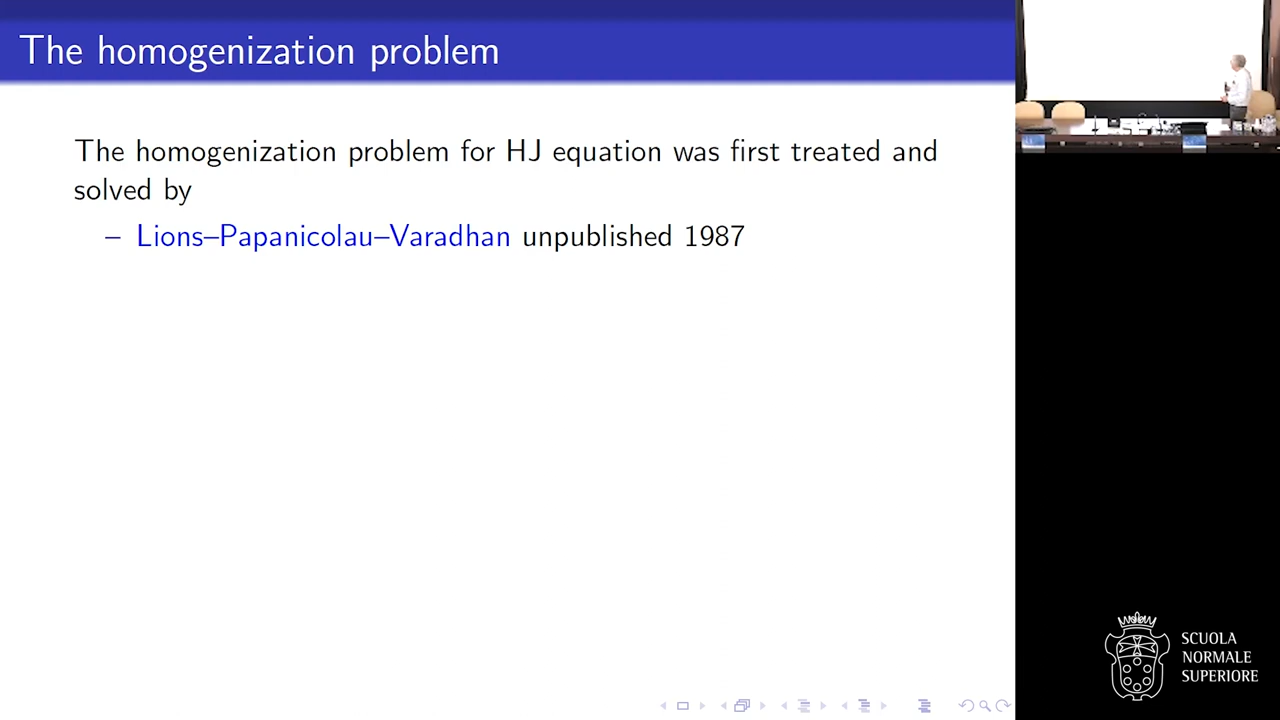 The homogenization problem
The homogenization problem for HJ equation was first treated and
solved by
– Lions–Papanicolau–Varadhan unpublished 1987
SCUOLA
NORMALE
SUPERIORE